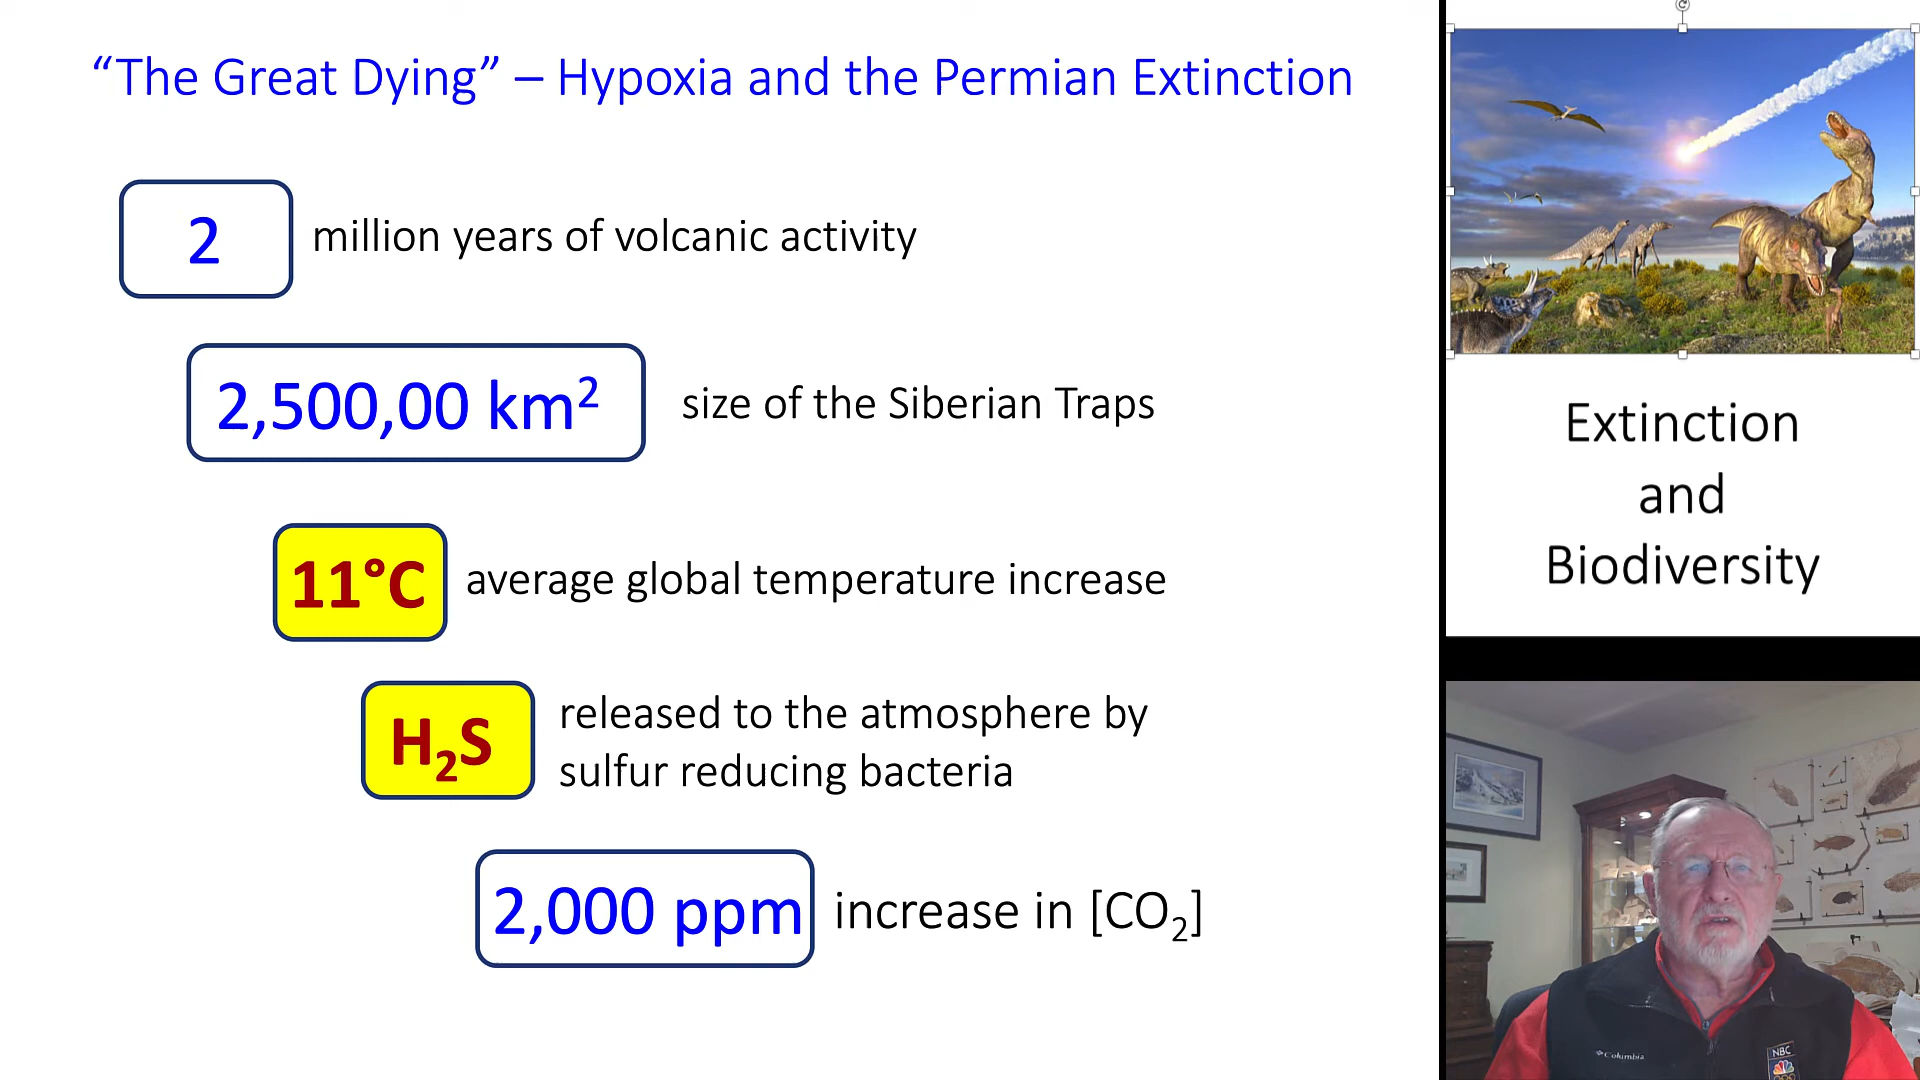 “The Great Dying” – Hypoxia and the Permian Extinction
2 million years of volcanic activity
2,500,00 km² size of the Siberian Traps
11°C average global temperature increase
H₂S released to the atmosphere by
sulfur reducing bacteria
2,000 ppm increase in [CO₂]
Extinction
and
Biodiversity
Columbia
NBC